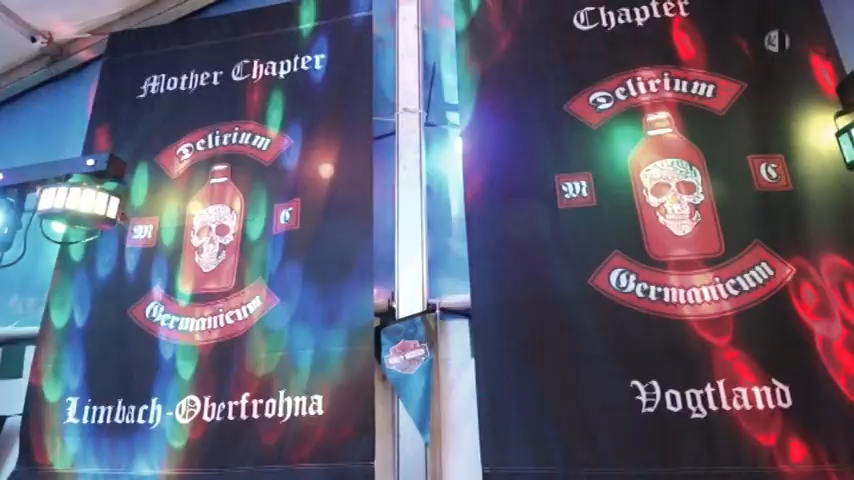 Mother Chapter
Delirium
M C
Germanicum
Limbach-Oberfrohna
Chapter
Delirium
M C
Germanicum
Vogtland